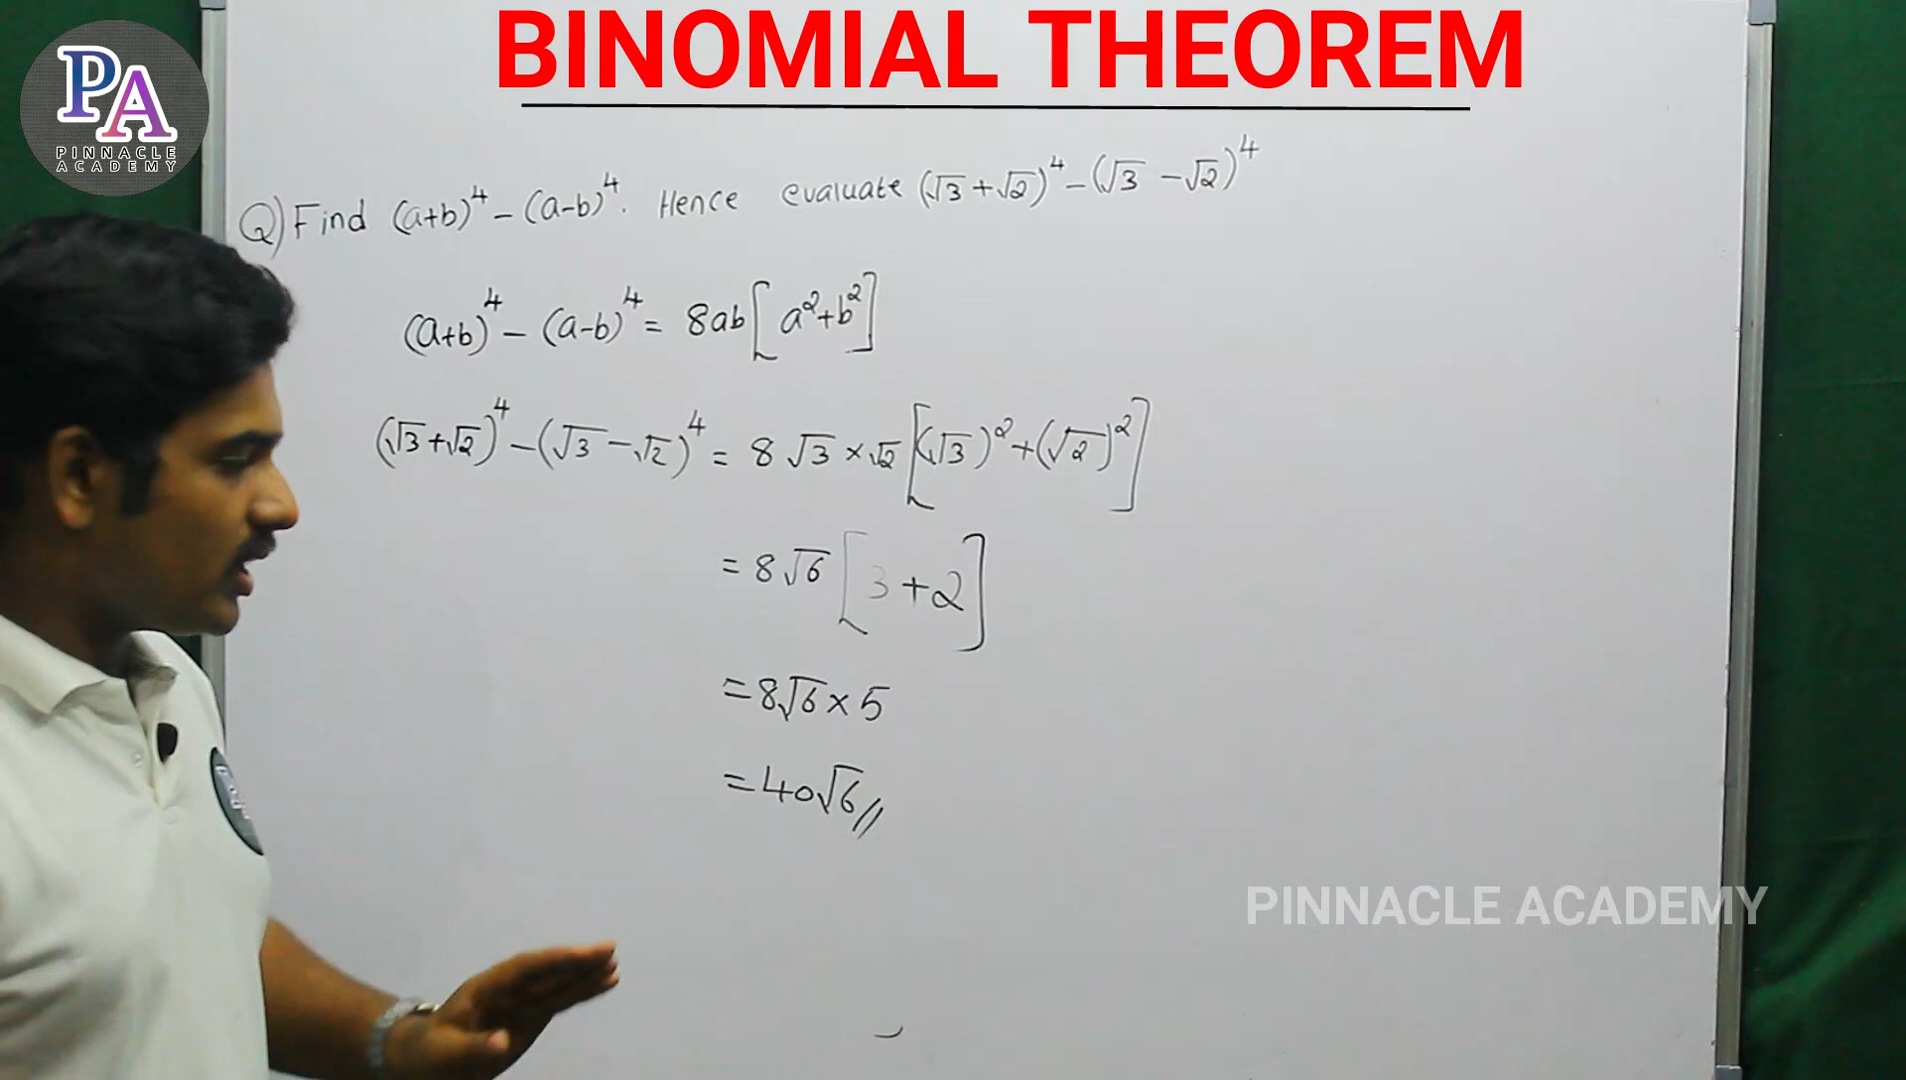 BINOMIAL THEOREM
PA
PINNACLE
ACADEMY
Q) Find (a+b)⁴ - (a-b)⁴. Hence evaluate (√3 + √2)⁴ - (√3 - √2)⁴
(a+b)⁴ - (a-b)⁴ = 8ab[a²+b²]
(√3+√2)⁴ - (√3 - √2)⁴ = 8 √3 × √2 [(√3)² + (√2)²]
= 8√6 [3+2]
= 8√6 × 5
= 40√6//
PINNACLE ACADEMY